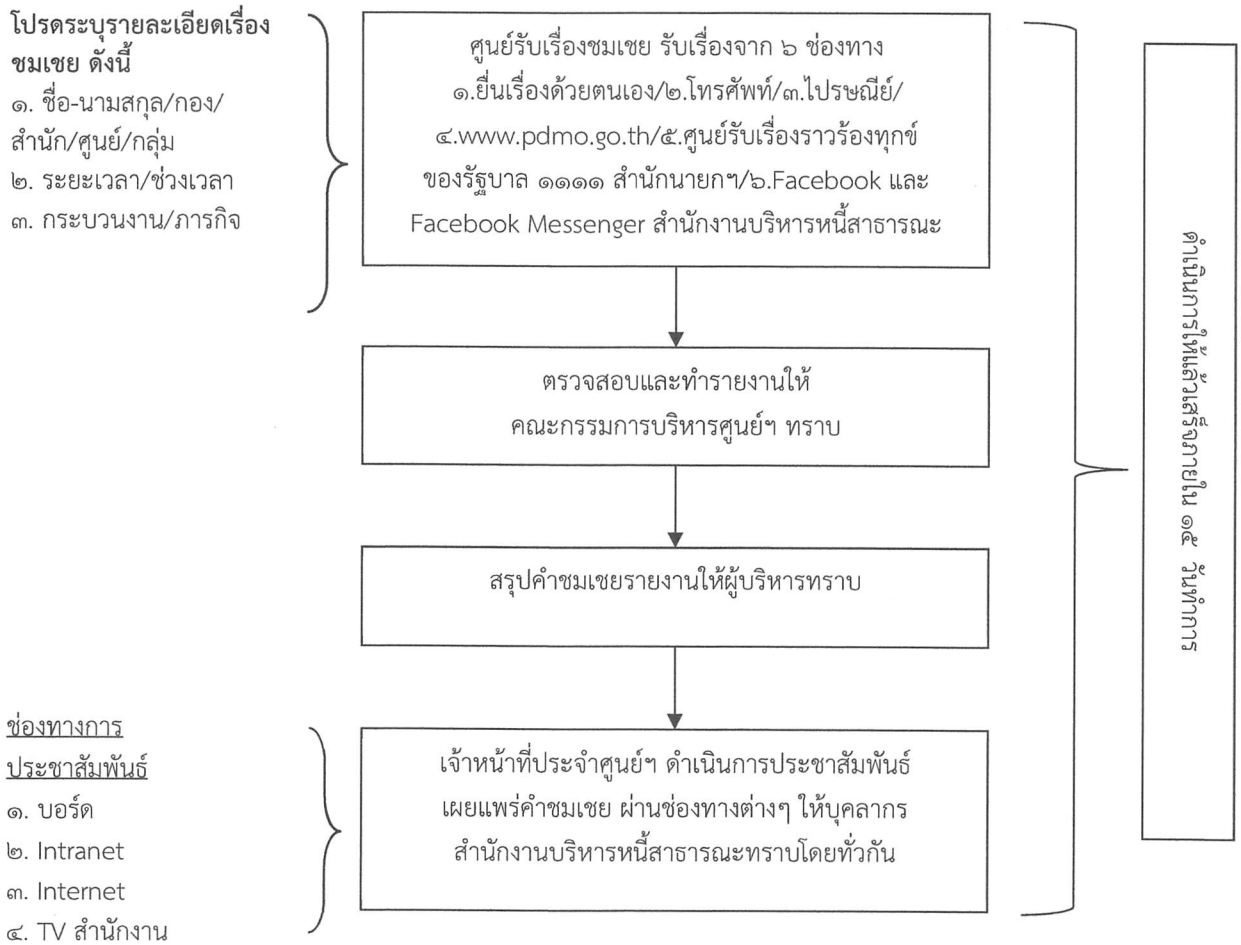 โปรดระบุรายละเอียดเรื่อง
ชมเชย ดังนี้
๑. ชื่อ-นามสกุล/กอง/
สำนัก/ศูนย์/กลุ่ม
๒. ระยะเวลา/ช่วงเวลา
๓. กระบวนงาน/ภารกิจ
ศูนย์รับเรื่องชมเชย รับเรื่องจาก ๖ ช่องทาง
๑.ยื่นเรื่องด้วยตนเอง/๒.โทรศัพท์/๓.ไปรษณีย์/
๔.www.pdmo.go.th/๕.ศูนย์รับเรื่องราวร้องทุกข์
ของรัฐบาล ๑๑๑๑ สำนักนายกฯ/๖.Facebook และ
Facebook Messenger สำนักงานบริหารหนี้สาธารณะ
ตรวจสอบและทำรายงานให้
คณะกรรมการบริหารศูนย์ฯ ทราบ
สรุปคำชมเชยรายงานให้ผู้บริหารทราบ
ช่องทางการ
ประชาสัมพันธ์
๑. บอร์ด
๒. Intranet
๓. Internet
๔. TV สำนักงาน
เจ้าหน้าที่ประจำศูนย์ฯ ดำเนินการประชาสัมพันธ์
เผยแพร่คำชมเชย ผ่านช่องทางต่างๆ ให้บุคลากร
สำนักงานบริหารหนี้สาธารณะทราบโดยทั่วกัน
ดำเนินการให้แล้วเสร็จภายใน ๑๕ วันทำการ